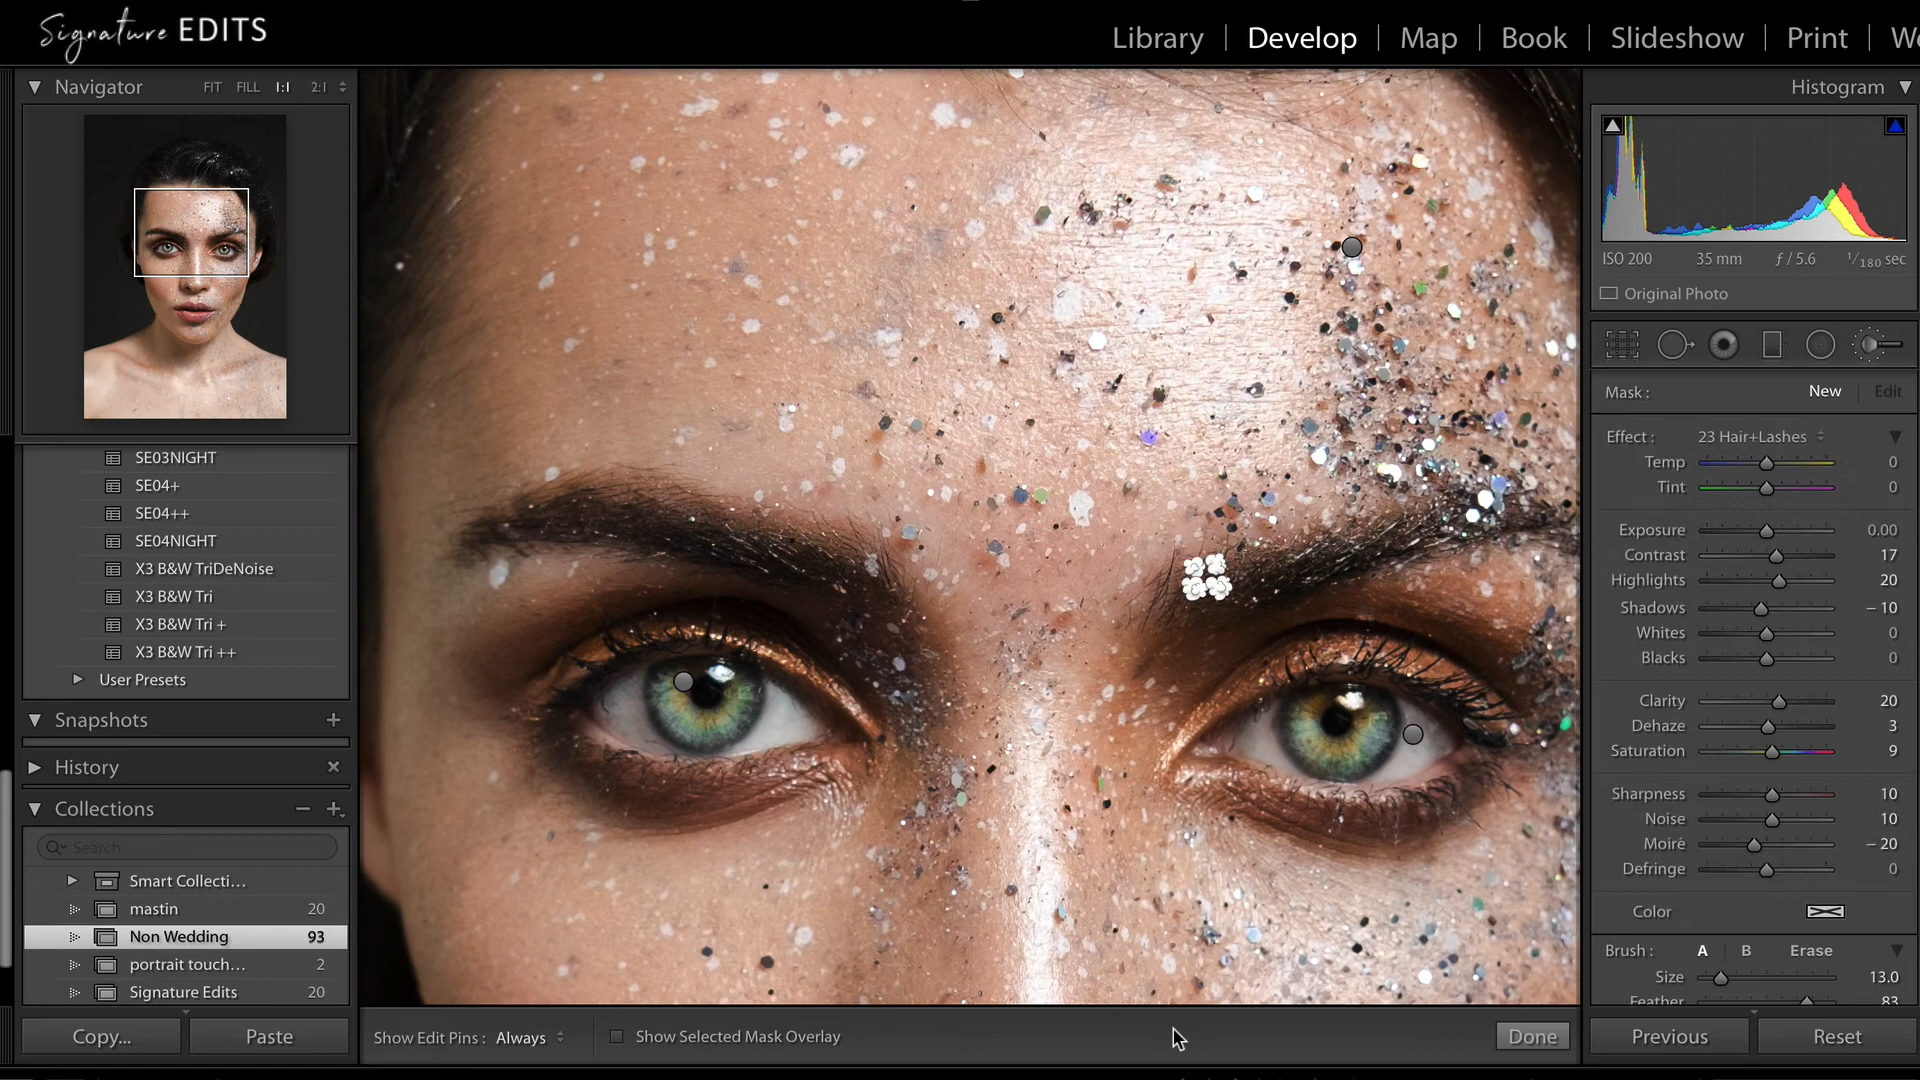 Signature EDITS
Library | Develop | Map | Book | Slideshow | Print |
Navigator FIT FILL 1:1 2:1
SE03NIGHT
SE04+
SE04++
SE04NIGHT
X3 B&W TriDeNoise
X3 B&W Tri
X3 B&W Tri +
X3 B&W Tri ++
User Presets
Snapshots +
History ×
Collections − +
Search
Smart Collecti...
mastin 20
Non Wedding 93
portrait touch... 2
Signature Edits 20
Copy... Paste
Show Edit Pins : Always Show Selected Mask Overlay Done
Histogram
ISO 200 35 mm ƒ / 5.6 1/180 sec
Original Photo
Mask : New | Edit
Effect : 23 Hair+Lashes
Temp 0
Tint 0
Exposure 0.00
Contrast 17
Highlights 20
Shadows − 10
Whites 0
Blacks 0
Clarity 20
Dehaze 3
Saturation 9
Sharpness 10
Noise 10
Moiré − 20
Defringe 0
Color
Brush : A B Erase
Size 13.0
Feather 83
Previous Reset